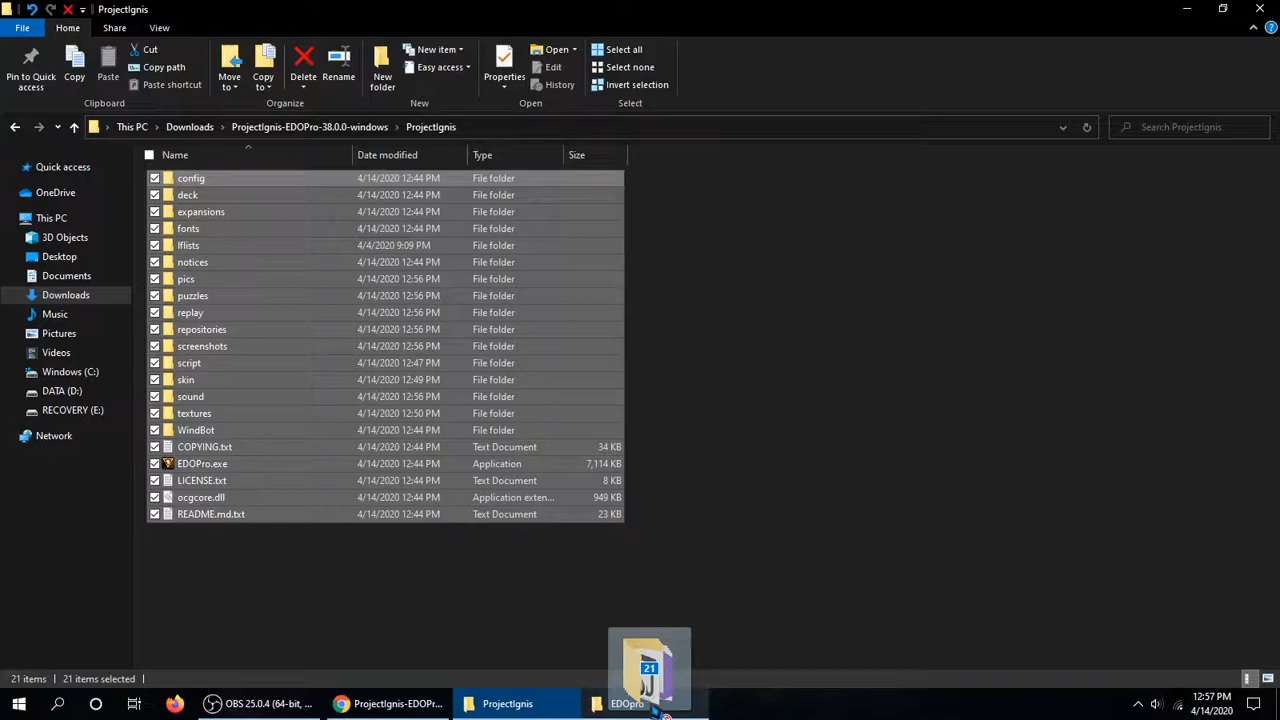 ProjectIgnis
File Home Share View
Pin to Quick access
Copy
Paste
Cut
Copy path
Paste shortcut
Clipboard
Move to
Copy to
Delete
Rename
Organize
New folder
New item
Easy access
New
Properties
Open
Edit
History
Open
Select all
Select none
Invert selection
Select
This PC > Downloads > ProjectIgnis-EDOPro-38.0.0-windows > ProjectIgnis
Search ProjectIgnis
Quick access
OneDrive
This PC
3D Objects
Desktop
Documents
Downloads
Music
Pictures
Videos
Windows (C:)
DATA (D:)
RECOVERY (E:)
Network
Name Date modified Type Size
config 4/14/2020 12:44 PM File folder
deck 4/14/2020 12:44 PM File folder
expansions 4/14/2020 12:44 PM File folder
fonts 4/14/2020 12:44 PM File folder
lflists 4/4/2020 9:09 PM File folder
notices 4/14/2020 12:44 PM File folder
pics 4/14/2020 12:56 PM File folder
puzzles 4/14/2020 12:56 PM File folder
replay 4/14/2020 12:56 PM File folder
repositories 4/14/2020 12:56 PM File folder
screenshots 4/14/2020 12:56 PM File folder
script 4/14/2020 12:47 PM File folder
skin 4/14/2020 12:49 PM File folder
sound 4/14/2020 12:56 PM File folder
textures 4/14/2020 12:50 PM File folder
WindBot 4/14/2020 12:44 PM File folder
COPYING.txt 4/14/2020 12:44 PM Text Document 34 KB
EDOPro.exe 4/14/2020 12:44 PM Application 7,114 KB
LICENSE.txt 4/14/2020 12:44 PM Text Document 8 KB
ocgcore.dll 4/14/2020 12:44 PM Application exten... 949 KB
README.md.txt 4/14/2020 12:44 PM Text Document 23 KB
21
21 items 21 items selected
OBS 25.0.4 (64-bit, ...
ProjectIgnis-EDOPr...
ProjectIgnis
EDOpro
12:57 PM
4/14/2020